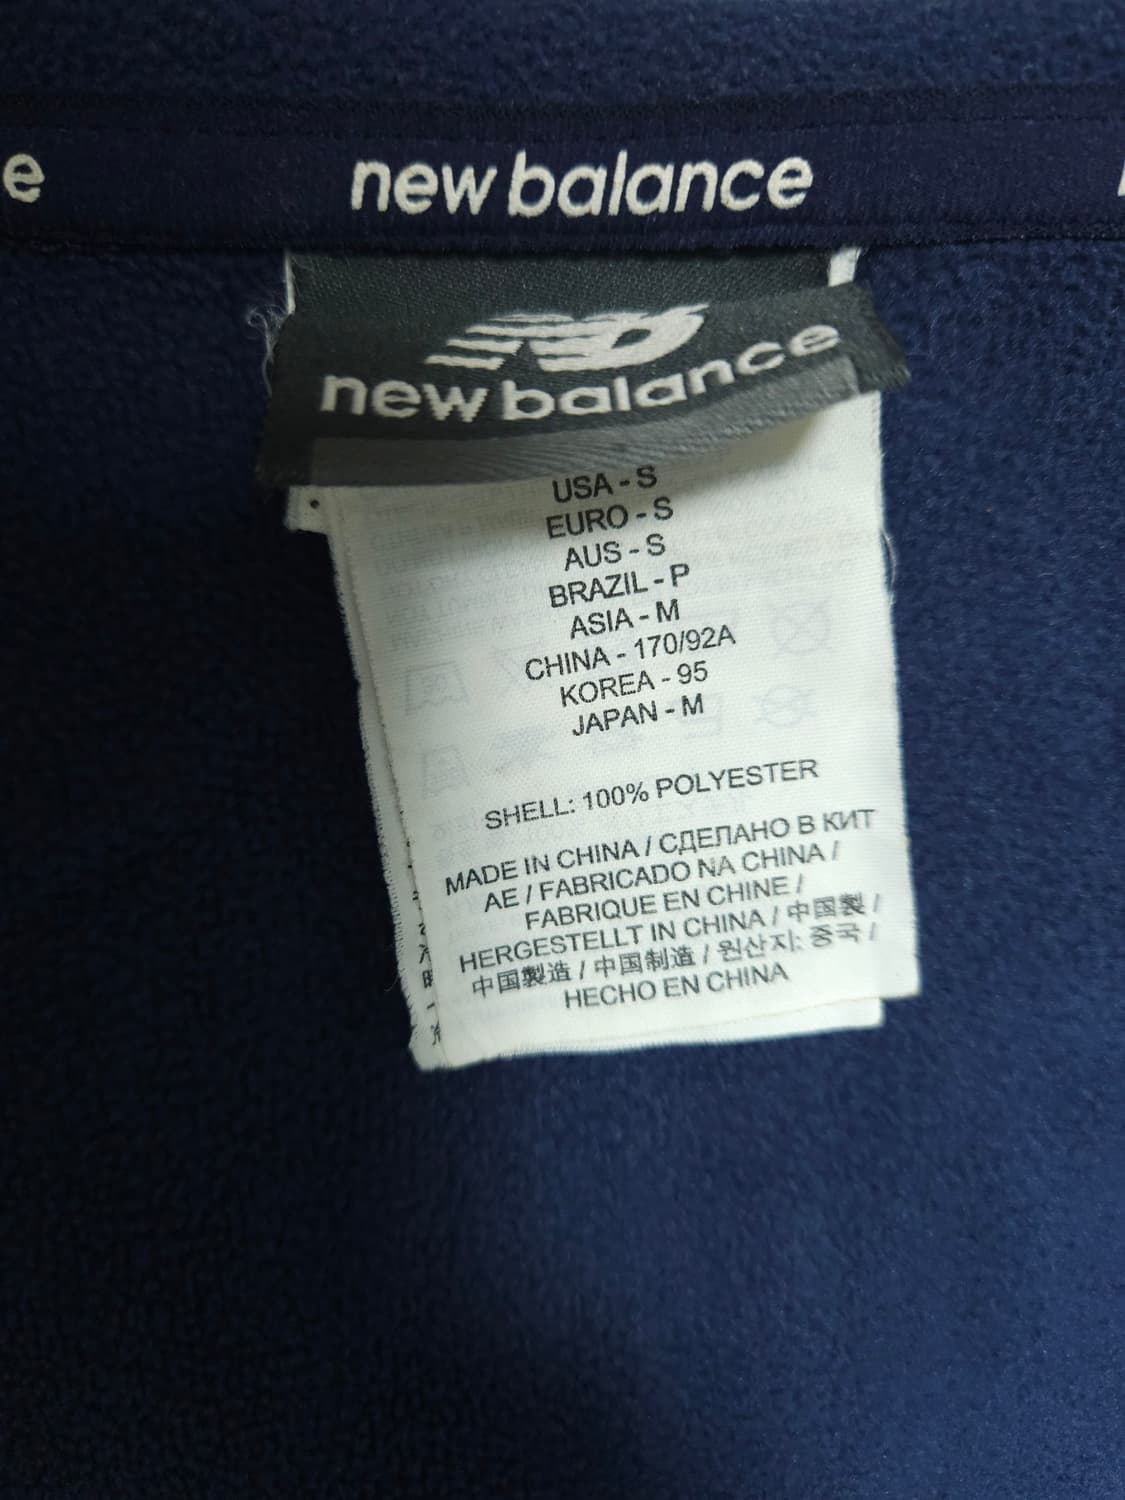 e new balance
new balance
USA - S
EURO - S
AUS - S
BRAZIL - P
ASIA - M
CHINA - 170/92A
KOREA - 95
JAPAN - M
SHELL: 100% POLYESTER
MADE IN CHINA / СДЕЛАНО В КИТ
АЕ / FABRICADO NA CHINA /
FABRIQUE EN CHINE /
HERGESTELLT IN CHINA / 中国製 /
中国製造 / 中国制造 / 원산지: 중국 /
HECHO EN CHINA